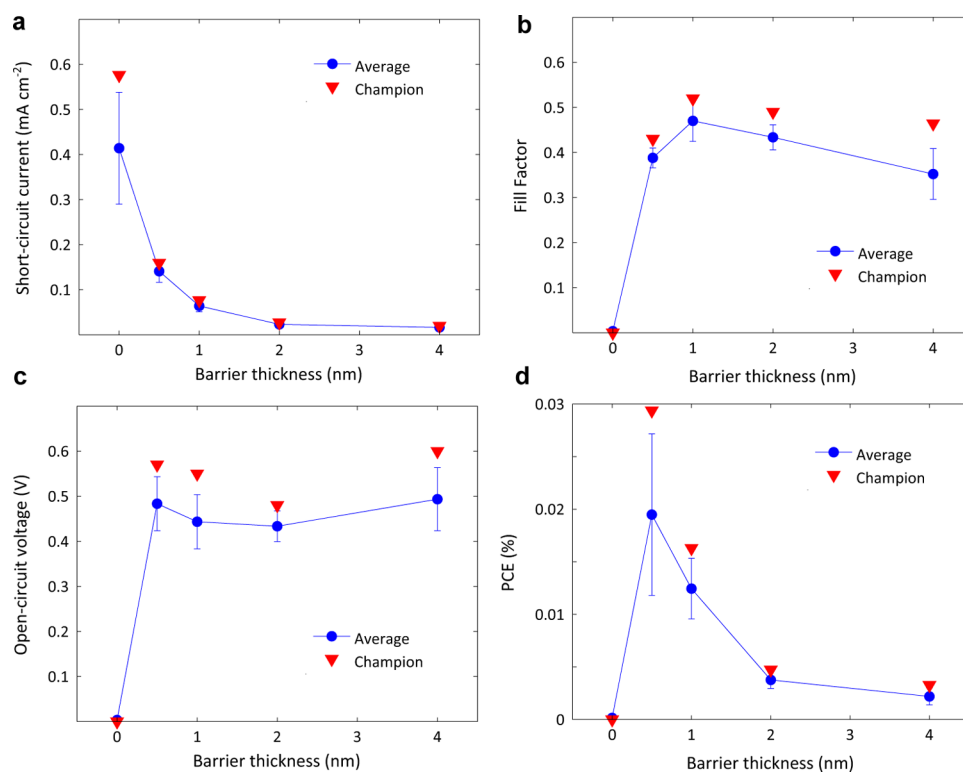 a
Short-circuit current (mA cm⁻²)
0.6
0.5
0.4
0.3
0.2
0.1
Average
Champion
0 1 2 3 4
Barrier thickness (nm)
b
Fill Factor
0.6
0.5
0.4
0.3
0.4
0.1
Average
Champion
0 1 2 3 4
Barrier thickness (nm)
c
Open-circuit voltage (V)
0.6
0.5
0.4
0.3
0.2
0.1
Average
Champion
0 1 2 3 4
Barrier thickness (nm)
d
PCE (%)
0.03
0.02
0.01
0
Average
Champion
0 1 2 3 4
Barrier thickness (nm)